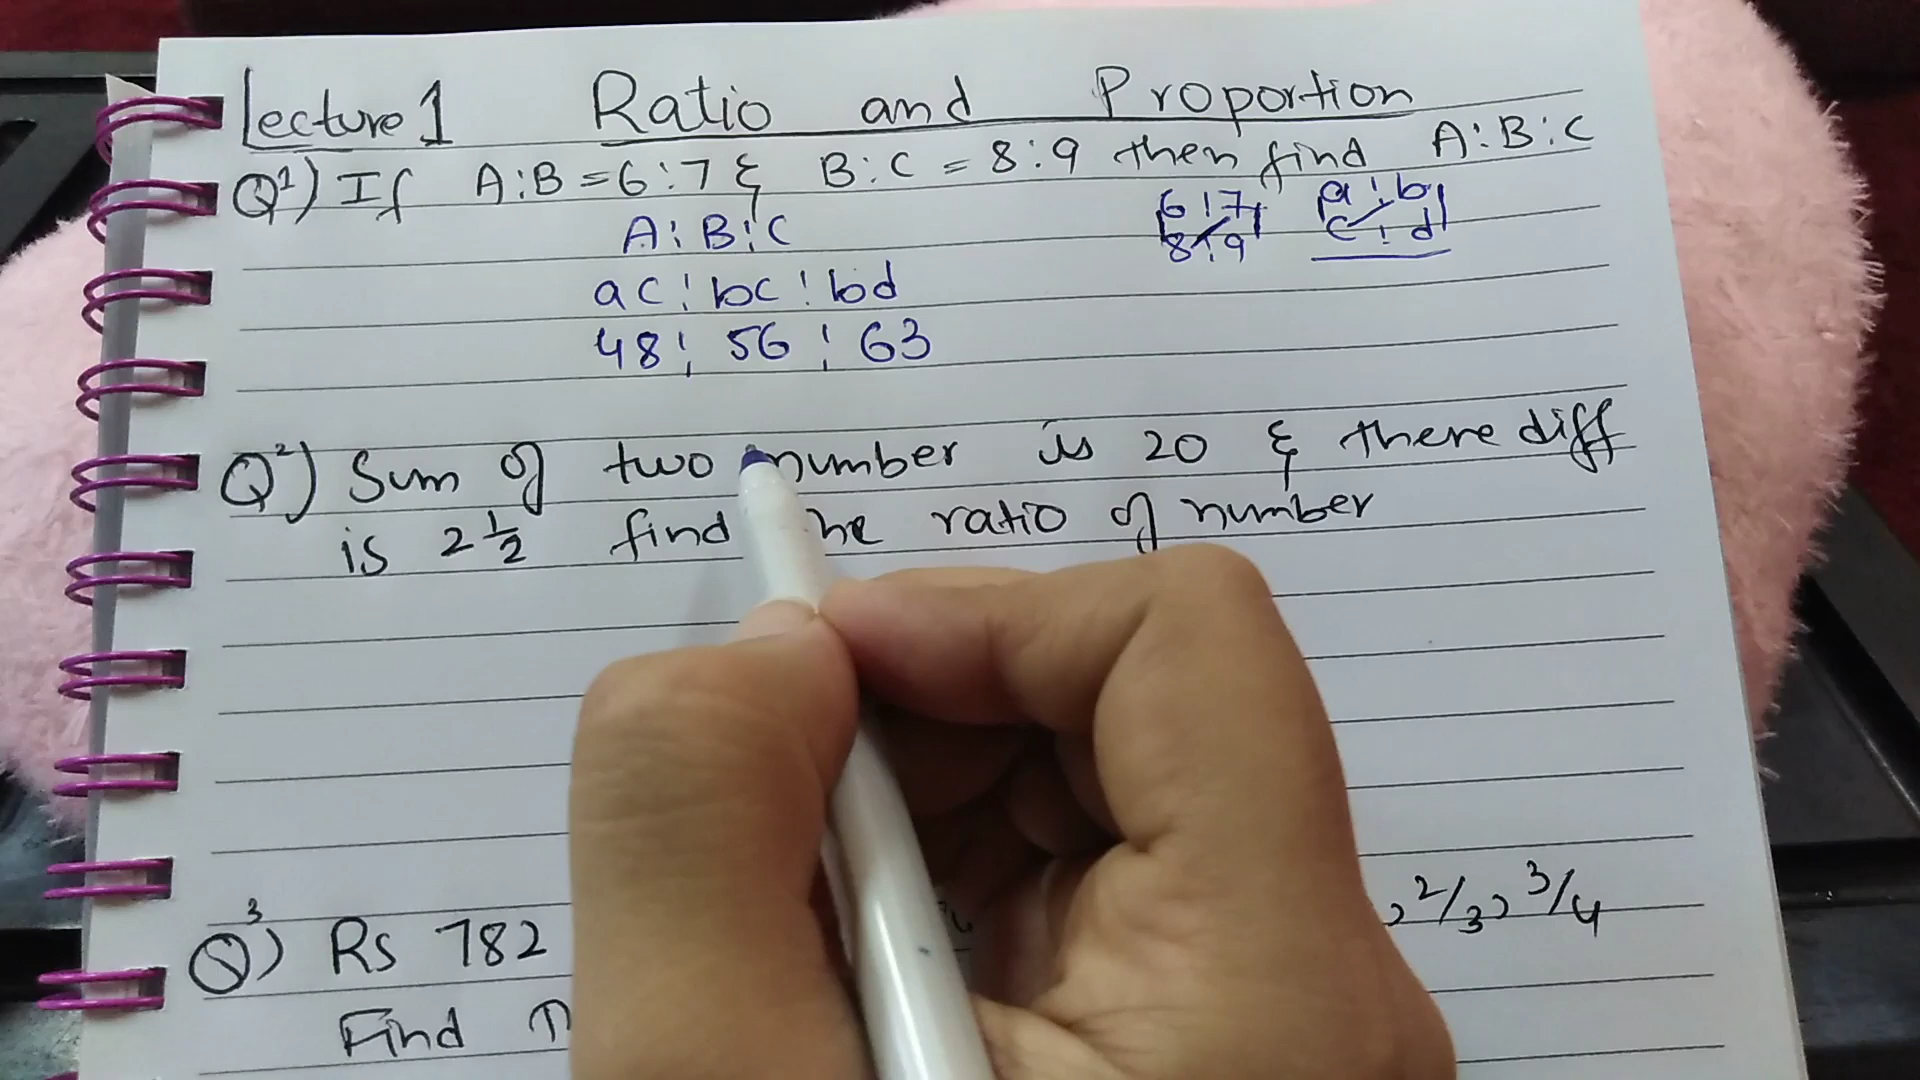 Lecture 1 Ratio and Proportion
Q1) If A:B = 6:7 & B:C = 8:9 then find A:B:C
6:7 a:b
A:B:C 8:9 c:d
ac:bc:bd
48:56:63
Q2) Sum of two number is 20 & there diff
is 2 1/2 find he ratio of number
Q3) Rs 782 , 2/3, 3/4
Find